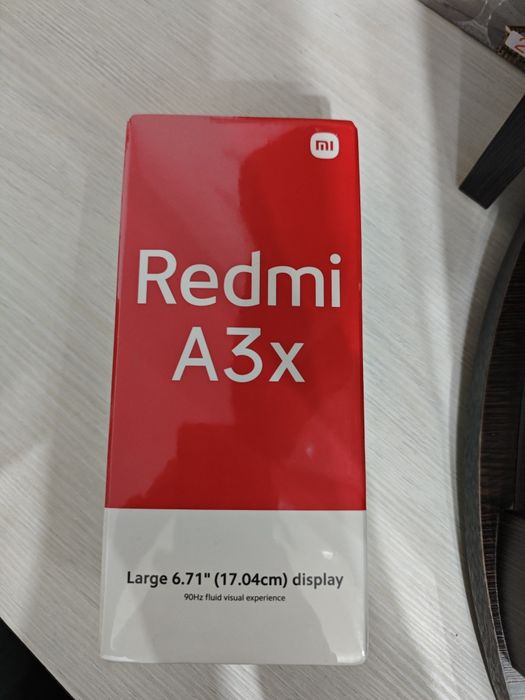 mi
Redmi
A3x
Large 6.71" (17.04cm) display
90Hz fluid visual experience